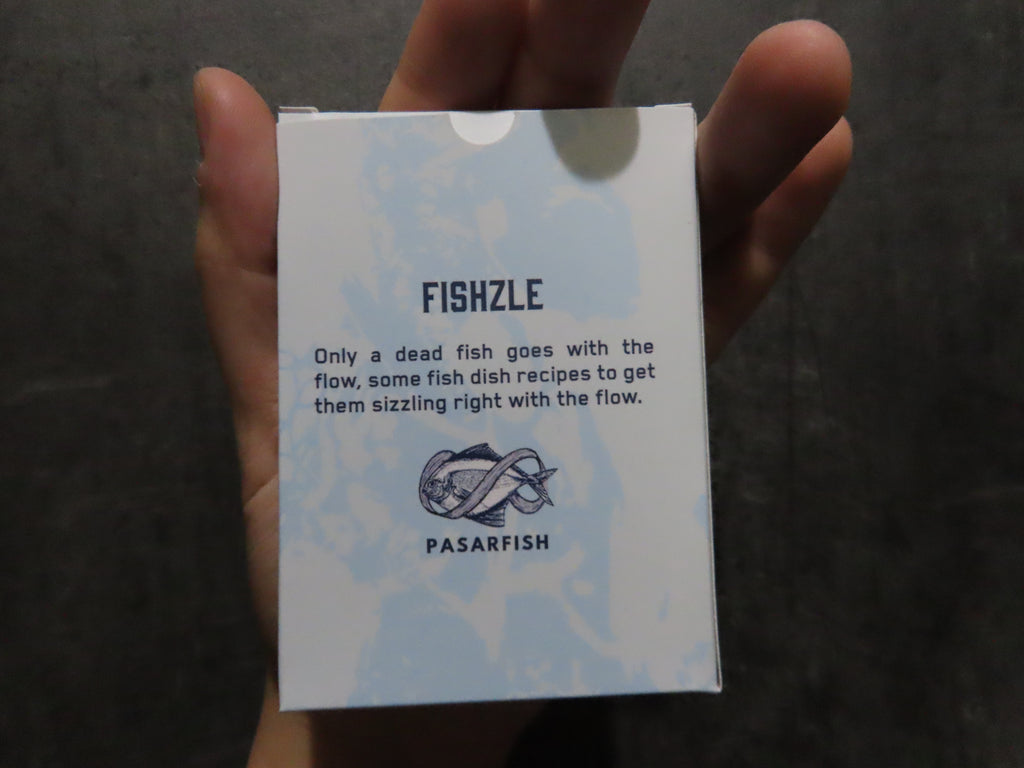 FISHZLE
Only a dead fish goes with the
flow, some fish dish recipes to get
them sizzling right with the flow.
PASARFISH